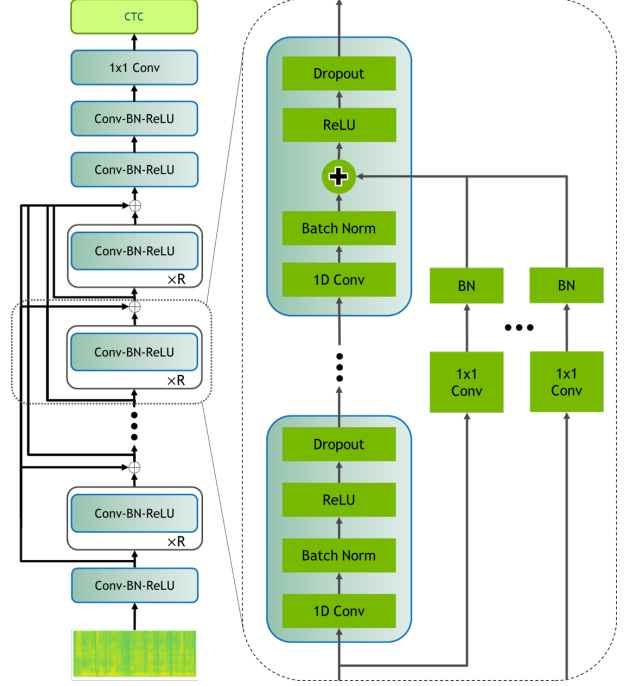 CTC
1x1 Conv
Conv-BN-ReLU
Conv-BN-ReLU
Conv-BN-ReLU
×R
Conv-BN-ReLU
×R
Conv-BN-ReLU
×R
Conv-BN-ReLU
Dropout
ReLU
Batch Norm
1D Conv
BN
BN
1x1
Conv
1x1
Conv
Dropout
ReLU
Batch Norm
1D Conv